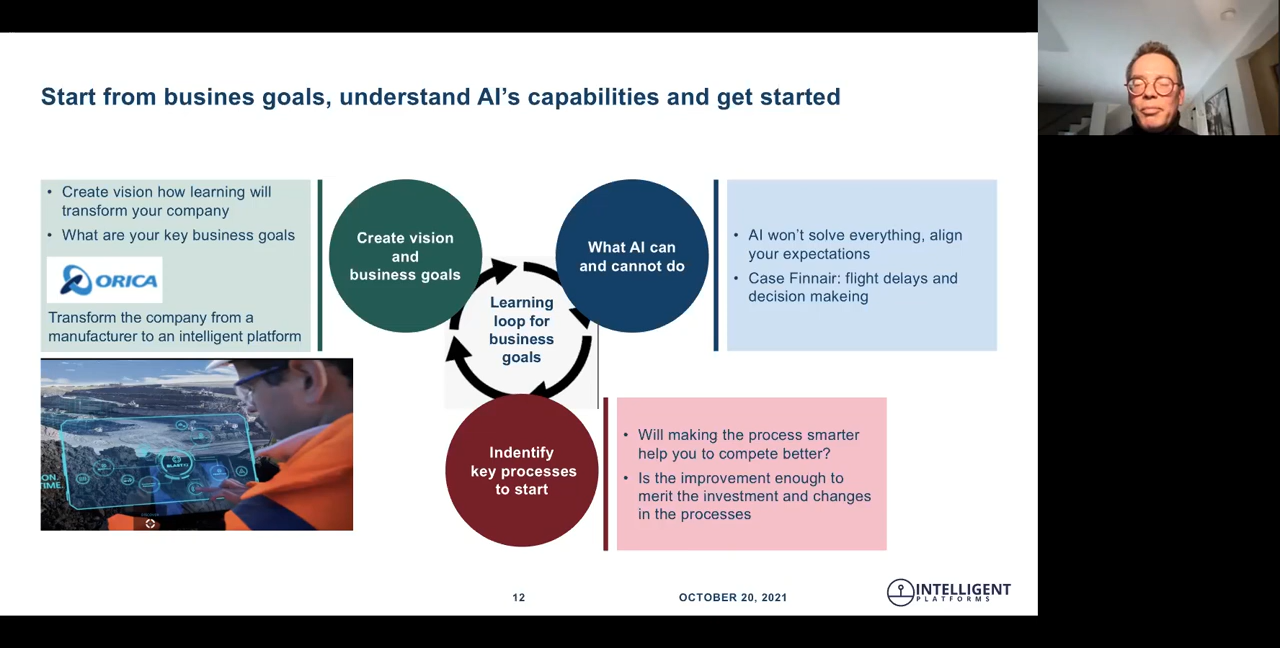 Start from busines goals, understand AI's capabilities and get started
• Create vision how learning will
transform your company
• What are your key business goals
ORICA
Transform the company from a
manufacturer to an intelligent platform
Create vision
and
business goals
What AI can
and cannot do
• AI won't solve everything, align
your expectations
• Case Finnair: flight delays and
decision makeing
Learning
loop for
business
goals
ON.
TIME.
BLAST
Indentify
key processes
to start
• Will making the process smarter
help you to compete better?
• Is the improvement enough to
merit the investment and changes
in the processes
12
OCTOBER 20, 2021
INTELLIGENT
PLATFORMS